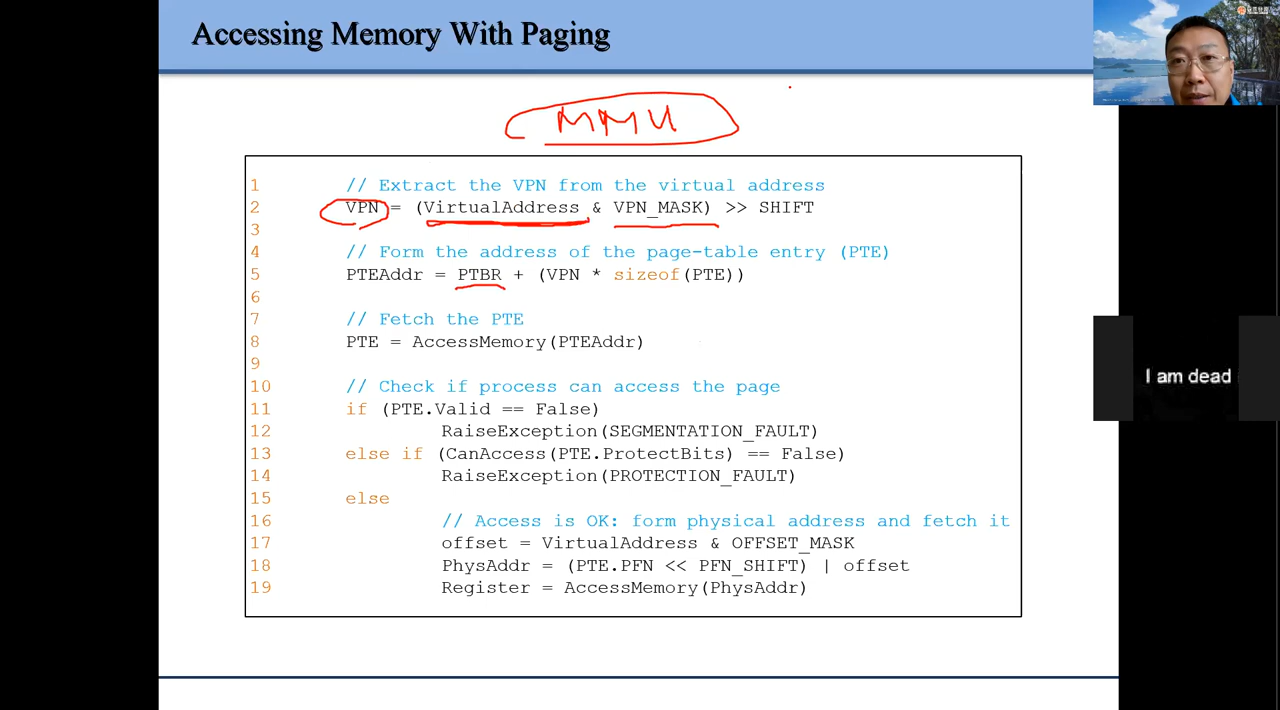 Accessing Memory With Paging
MMU
1 // Extract the VPN from the virtual address
2 VPN = (VirtualAddress & VPN_MASK) >> SHIFT
3
4 // Form the address of the page-table entry (PTE)
5 PTEAddr = PTBR + (VPN * sizeof(PTE))
6
7 // Fetch the PTE
8 PTE = AccessMemory(PTEAddr)
9
10 // Check if process can access the page
11 if (PTE.Valid == False)
12 RaiseException(SEGMENTATION_FAULT)
13 else if (CanAccess(PTE.ProtectBits) == False)
14 RaiseException(PROTECTION_FAULT)
15 else
16 // Access is OK: form physical address and fetch it
17 offset = VirtualAddress & OFFSET_MASK
18 PhysAddr = (PTE.PFN << PFN_SHIFT) | offset
19 Register = AccessMemory(PhysAddr)
I am dead